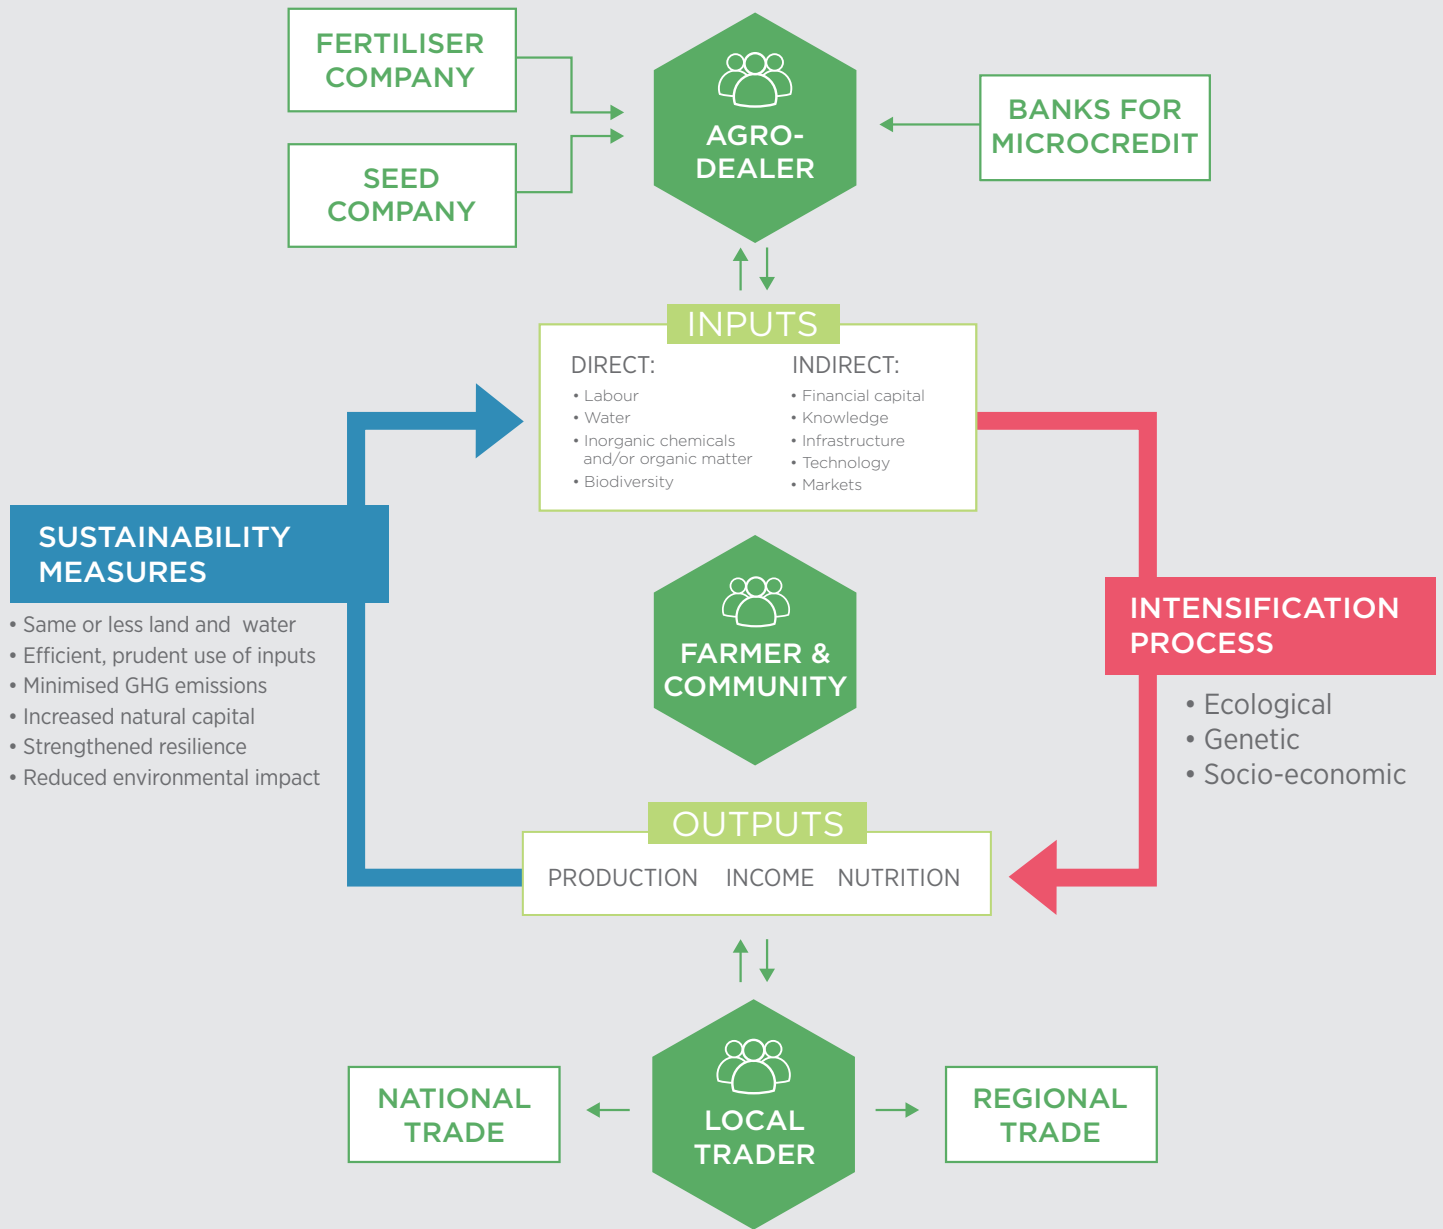 FERTILISER
COMPANY
SEED
COMPANY
AGRO-
DEALER
BANKS FOR
MICROCREDIT
INPUTS
DIRECT:
• Labour
• Water
• Inorganic chemicals
and/or organic matter
• Biodiversity
INDIRECT:
• Financial capital
• Knowledge
• Infrastructure
• Technology
• Markets
SUSTAINABILITY
MEASURES
• Same or less land and water
• Efficient, prudent use of inputs
• Minimised GHG emissions
• Increased natural capital
• Strengthened resilience
• Reduced environmental impact
FARMER &
COMMUNITY
INTENSIFICATION
PROCESS
• Ecological
• Genetic
• Socio-economic
OUTPUTS
PRODUCTION INCOME NUTRITION
NATIONAL
TRADE
LOCAL
TRADER
REGIONAL
TRADE